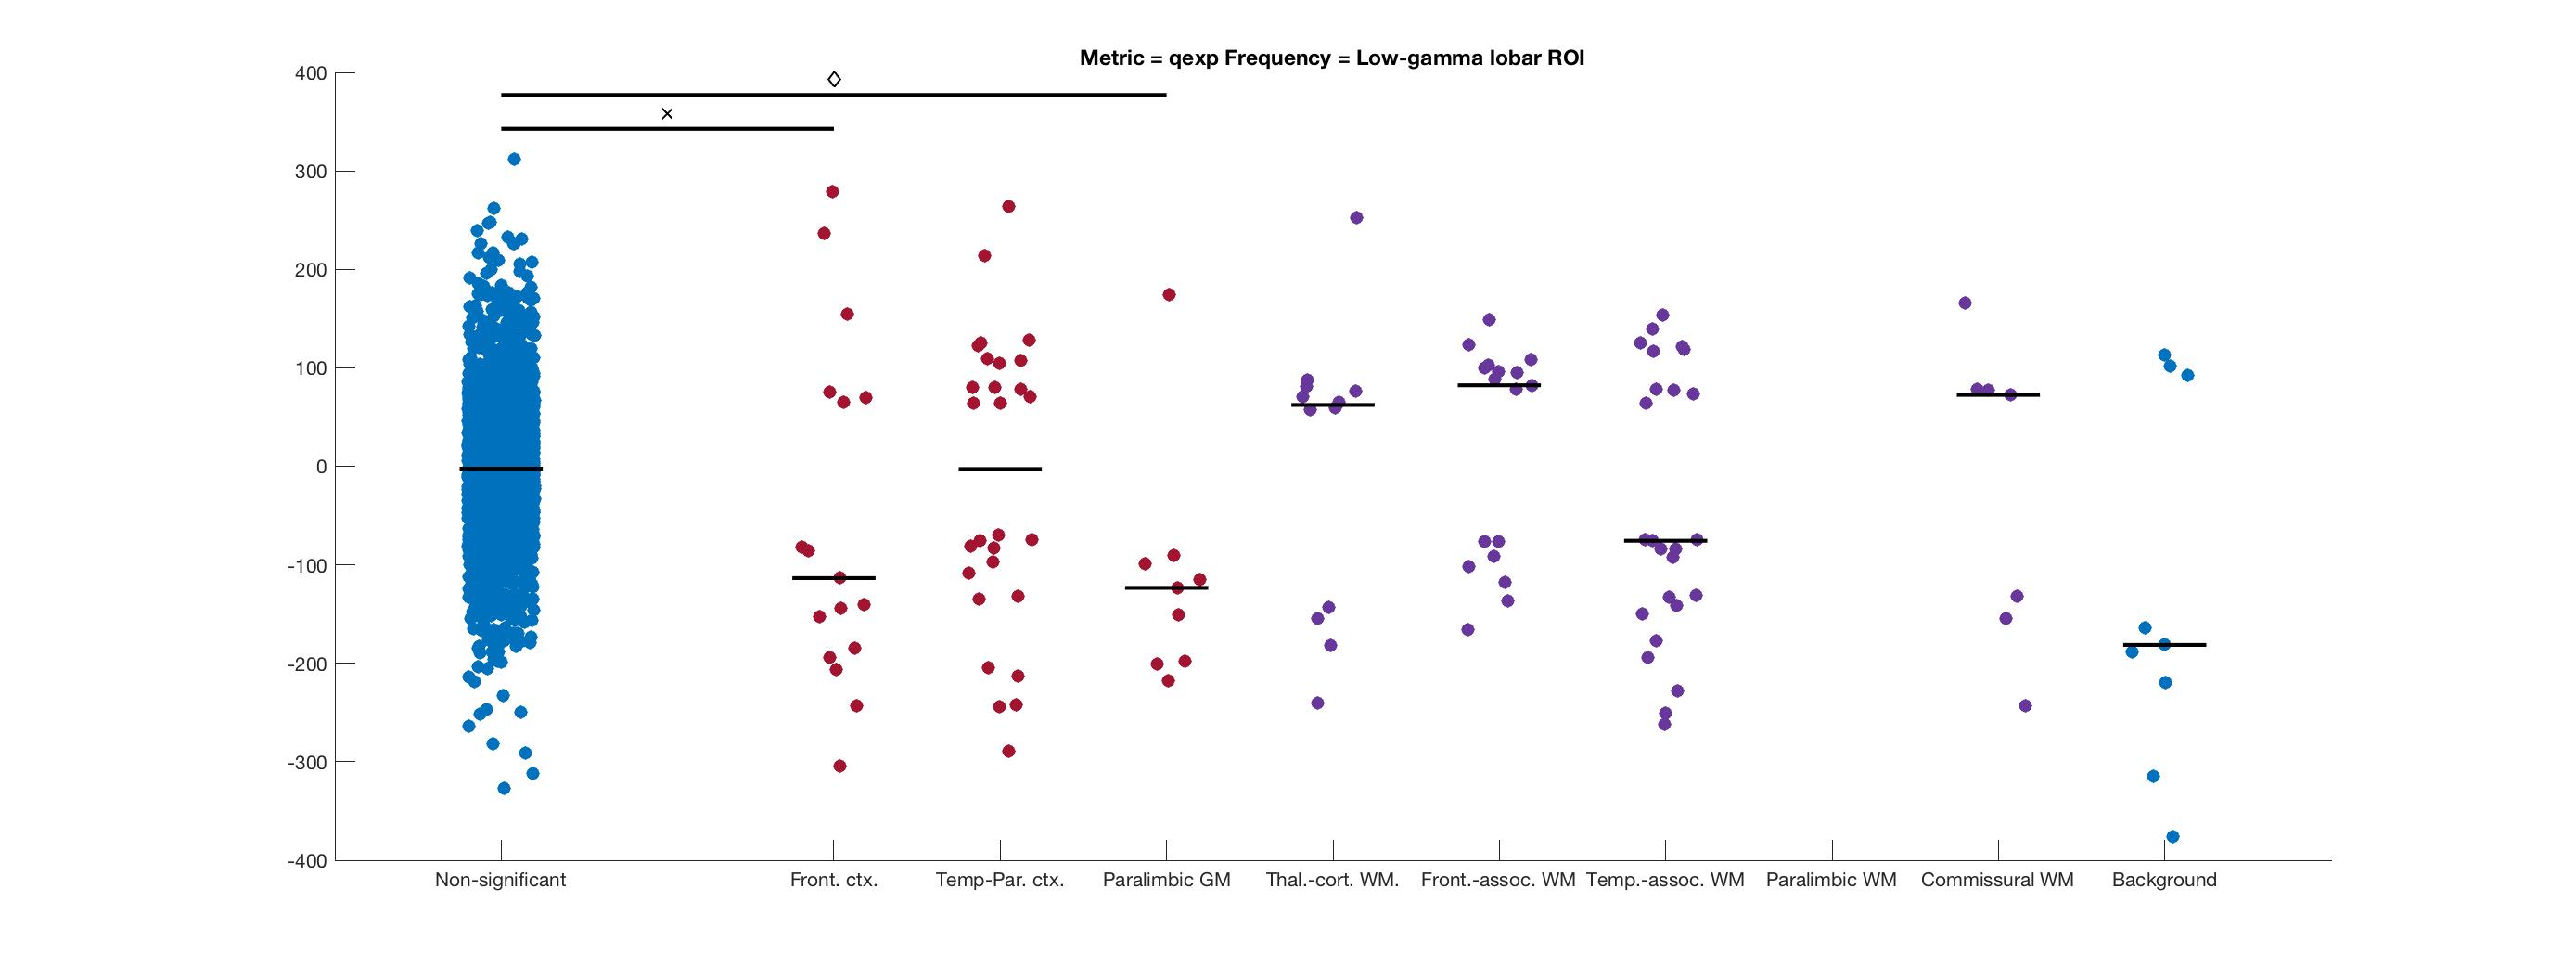 Metric = qexp Frequency = Low-gamma lobar ROI
400
300
200
100
0
-100
-200
-300
-400
Non-significant
Front. ctx.
Temp-Par. ctx.
Paralimbic GM
Thal.-cort. WM.
Front.-assoc. WM
Temp.-assoc. WM
Paralimbic WM
Commissural WM
Background